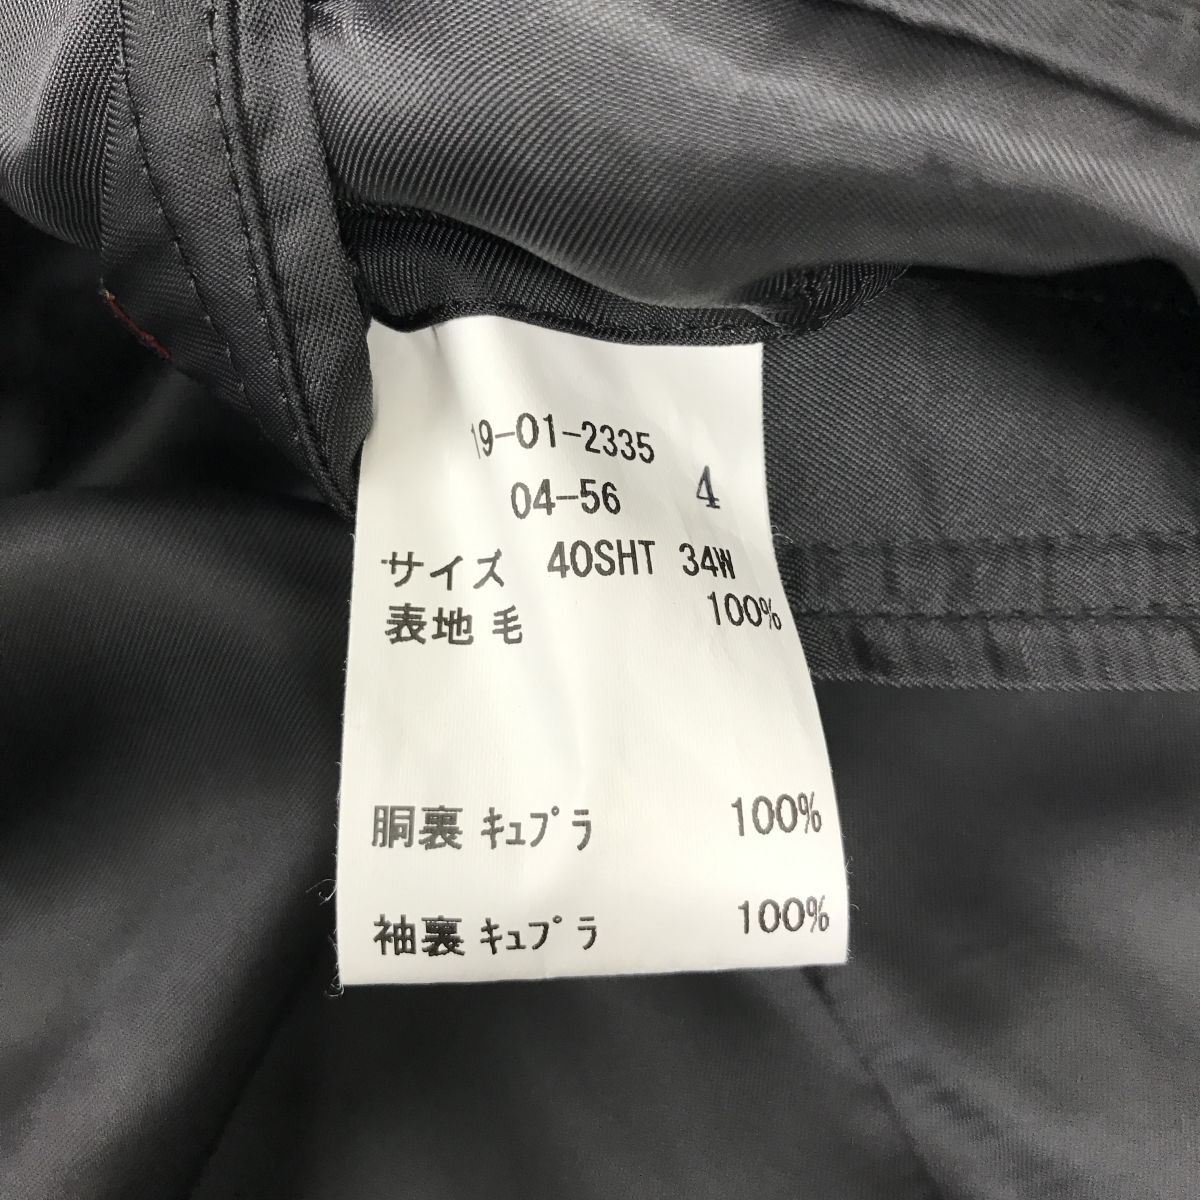 19-01-2335
04-56 4
サイズ 40SHT 34W
表地 毛 100%
胴裏 キュプラ 100%
袖裏 キュプラ 100%